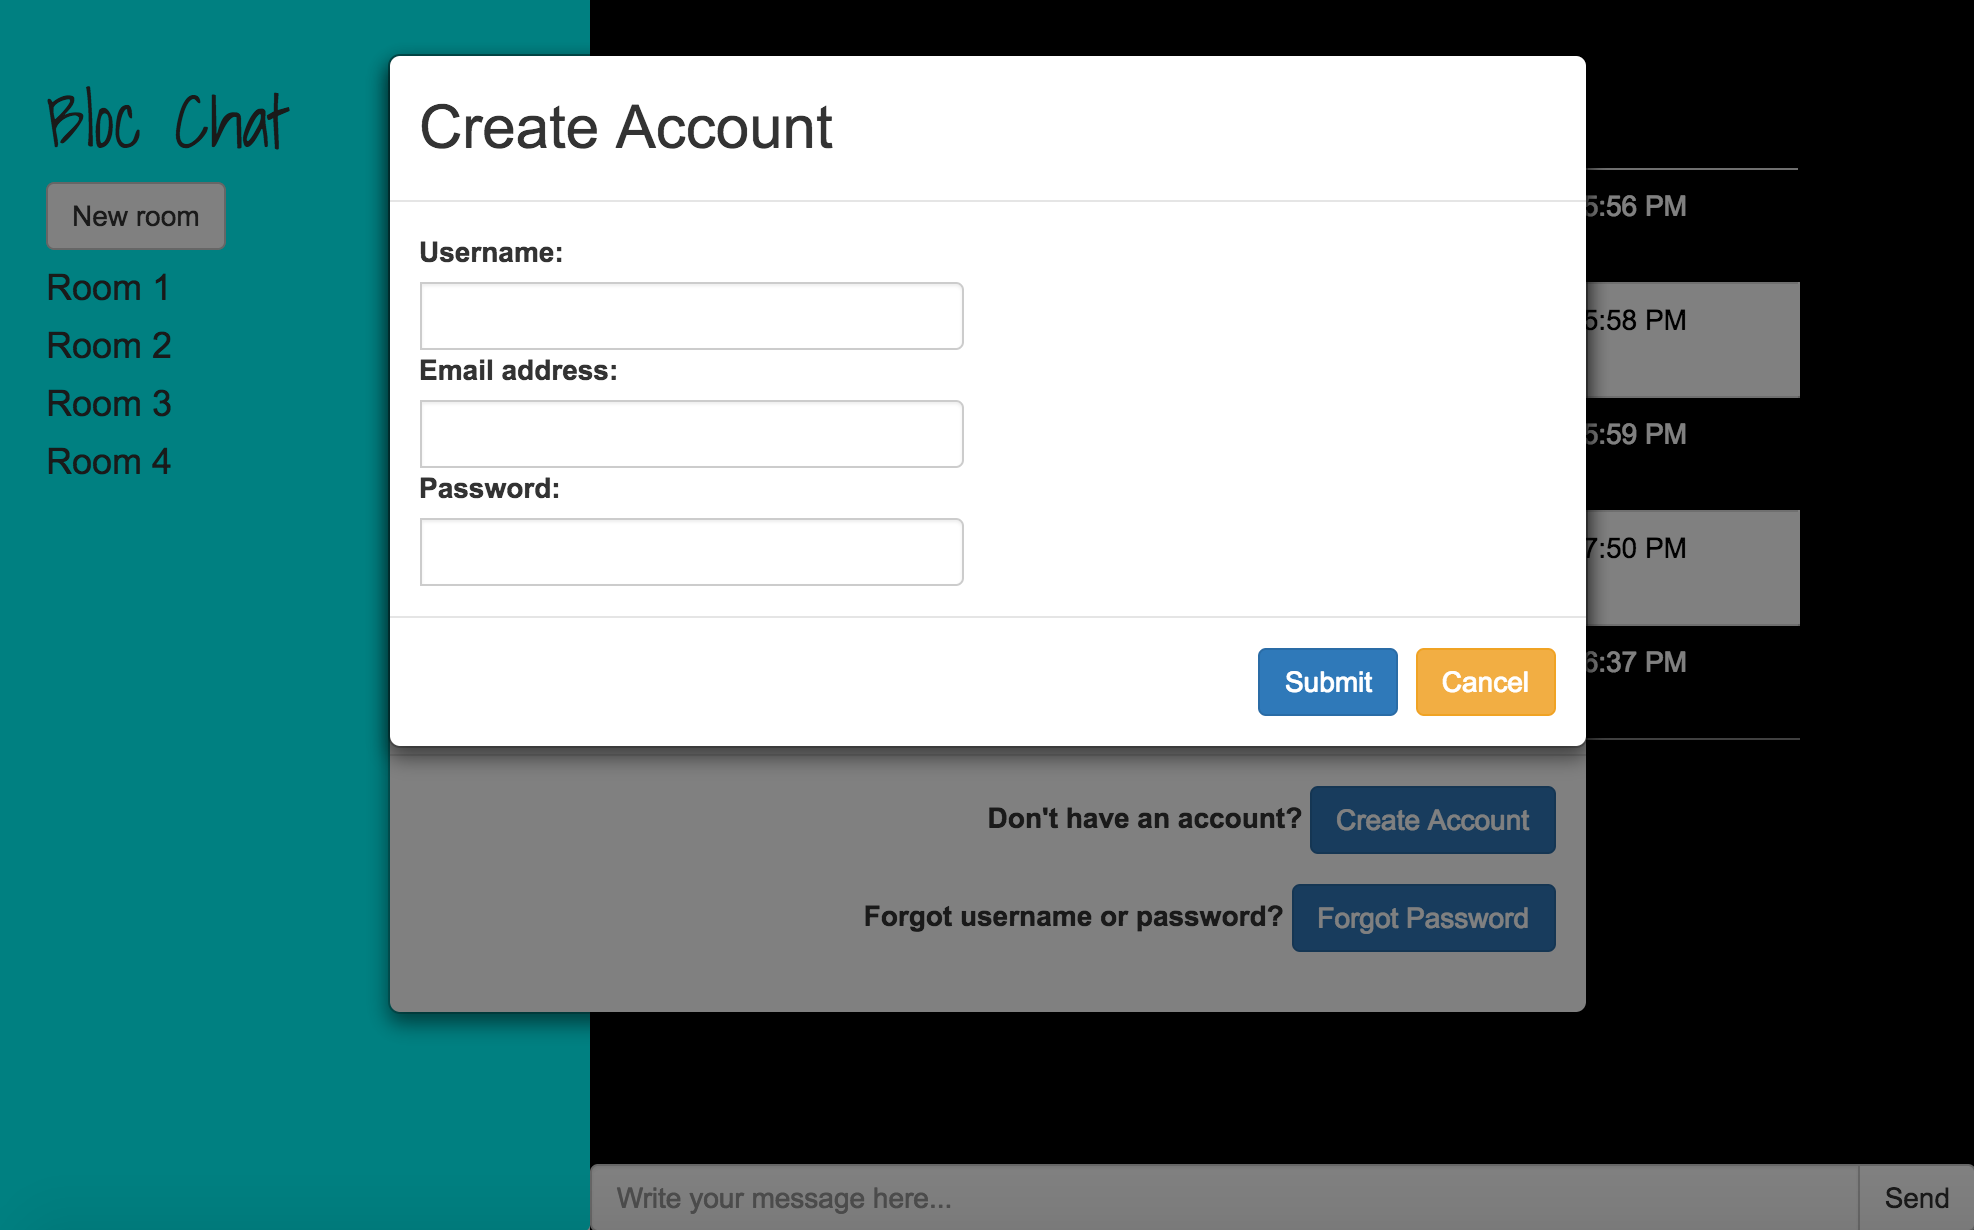 Bloc Chat
New room
Room 1
Room 2
Room 3
Room 4
Create Account
Username:
Email address:
Password:
Submit Cancel
Don't have an account? Create Account
Forgot username or password? Forgot Password
5:56 PM
5:58 PM
5:59 PM
7:50 PM
6:37 PM
Write your message here... Send